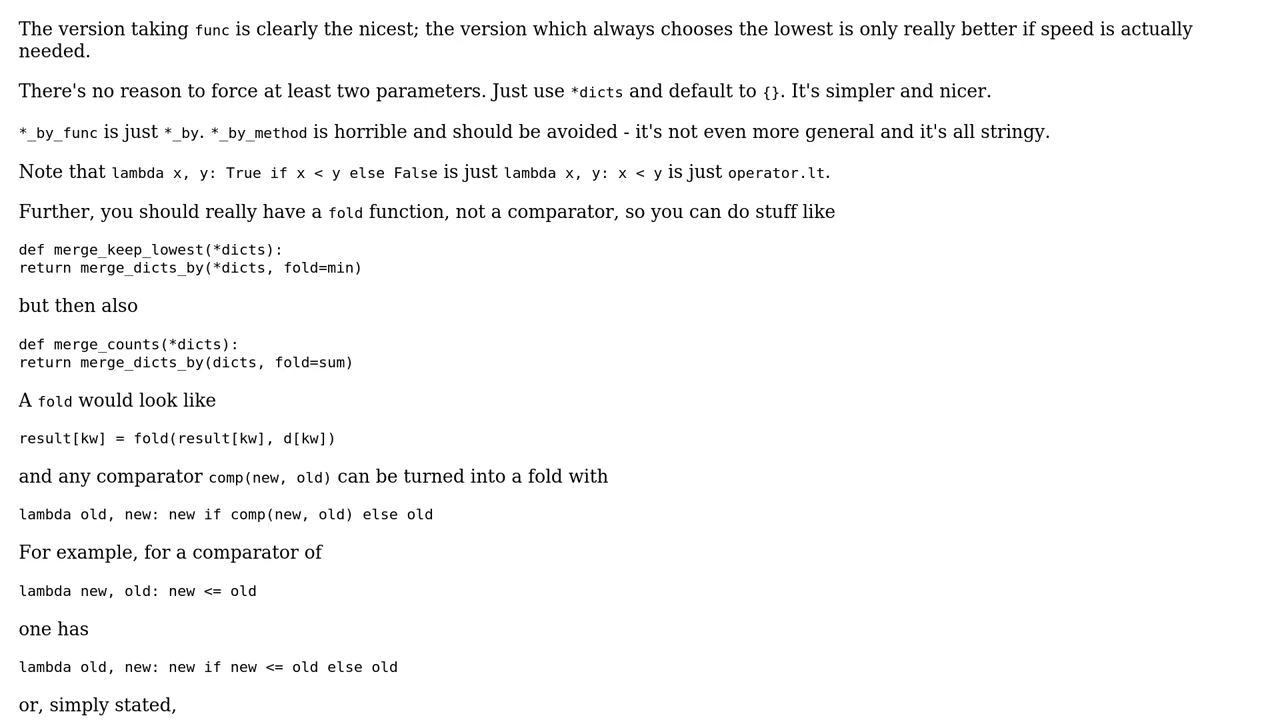 The version taking func is clearly the nicest; the version which always chooses the lowest is only really better if speed is actually
needed.
There's no reason to force at least two parameters. Just use *dicts and default to {}. It's simpler and nicer.
*_by_func is just *_by. *_by_method is horrible and should be avoided - it's not even more general and it's all stringy.
Note that lambda x, y: True if x < y else False is just lambda x, y: x < y is just operator.lt.
Further, you should really have a fold function, not a comparator, so you can do stuff like
def merge_keep_lowest(*dicts):
return merge_dicts_by(*dicts, fold=min)
but then also
def merge_counts(*dicts):
return merge_dicts_by(dicts, fold=sum)
A fold would look like
result[kw] = fold(result[kw], d[kw])
and any comparator comp(new, old) can be turned into a fold with
lambda old, new: new if comp(new, old) else old
For example, for a comparator of
lambda new, old: new <= old
one has
lambda old, new: new if new <= old else old
or, simply stated,